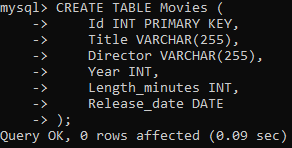 mysql> CREATE TABLE Movies (
    ->     Id INT PRIMARY KEY,
    ->     Title VARCHAR(255),
    ->     Director VARCHAR(255),
    ->     Year INT,
    ->     Length_minutes INT,
    ->     Release_date DATE
    -> );
Query OK, 0 rows affected (0.09 sec)